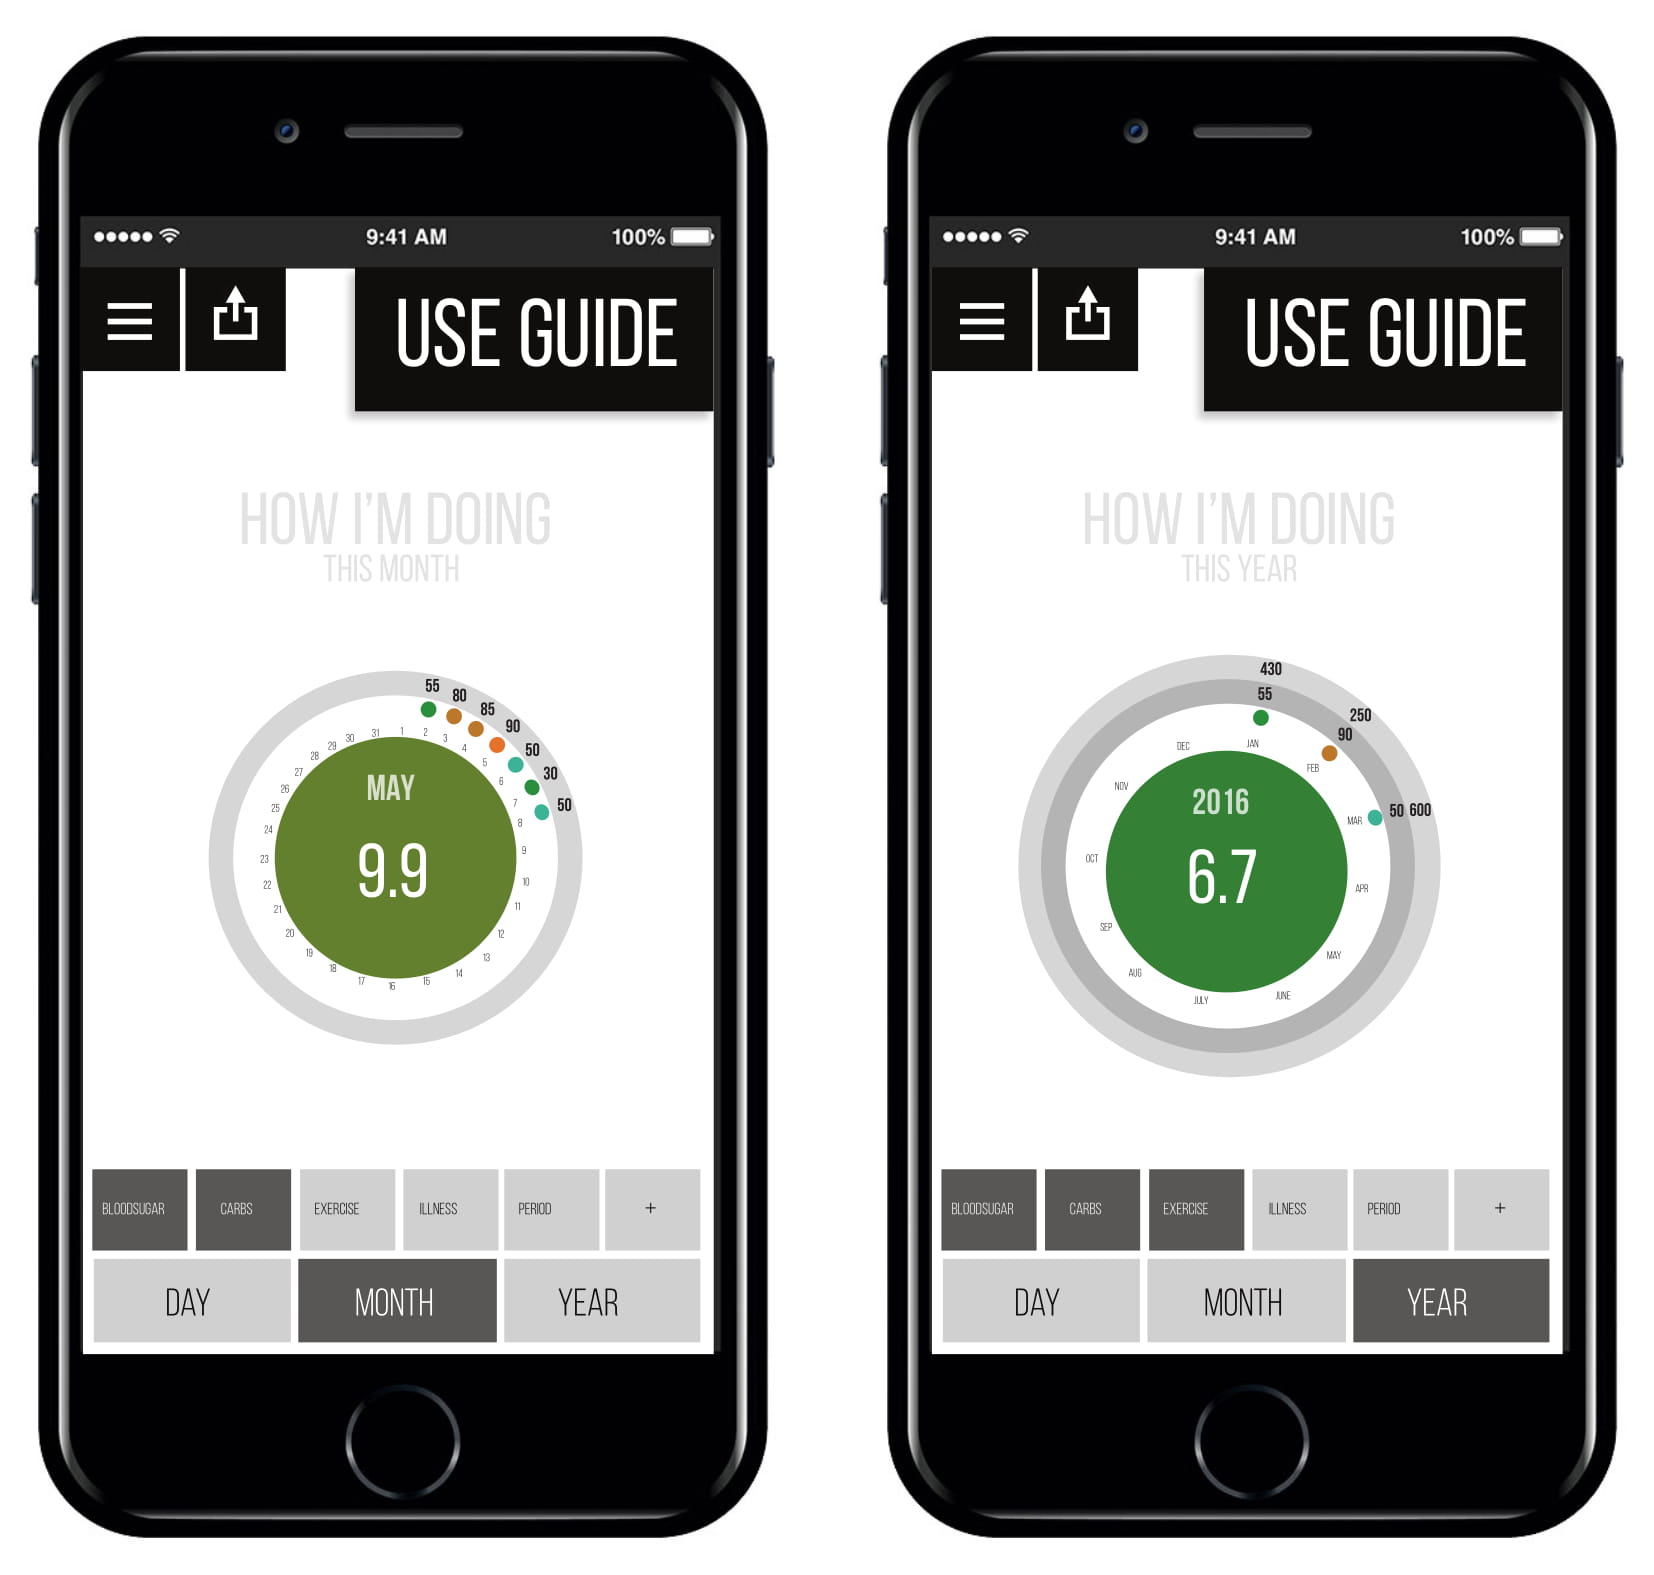 9:41 AM
100%
USE GUIDE
HOW I'M DOING
THIS MONTH
55
80
85
90
50
30
50
1
2
3
4
5
6
7
8
9
10
11
12
13
14
15
16
17
18
19
20
21
22
23
24
25
26
27
28
29
30
31
MAY
9.9
BLOODSUGAR
CARBS
EXERCISE
ILLNESS
PERIOD
+
DAY
MONTH
YEAR
9:41 AM
100%
USE GUIDE
HOW I'M DOING
THIS YEAR
430
55
250
90
50 600
JAN
FEB
MAR
APR
MAY
JUNE
JULY
AUG
SEP
OCT
NOV
DEC
2016
6.7
BLOODSUGAR
CARBS
EXERCISE
ILLNESS
PERIOD
+
DAY
MONTH
YEAR